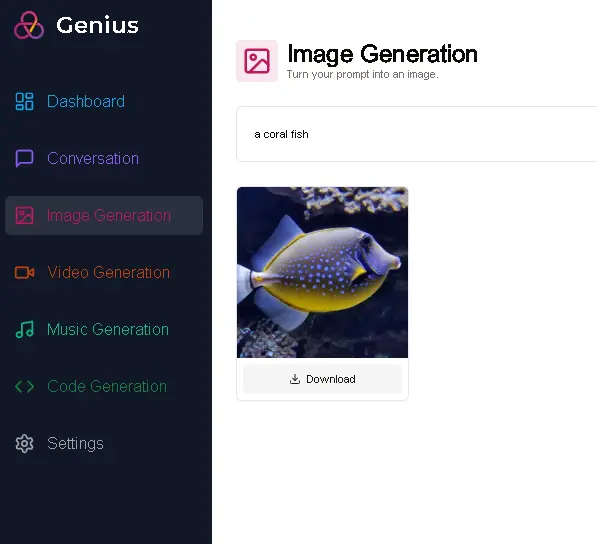 Genius
Dashboard
Conversation
Image Generation
Video Generation
Music Generation
Code Generation
Settings
Image Generation
Turn your prompt into an image.
a coral fish
Download